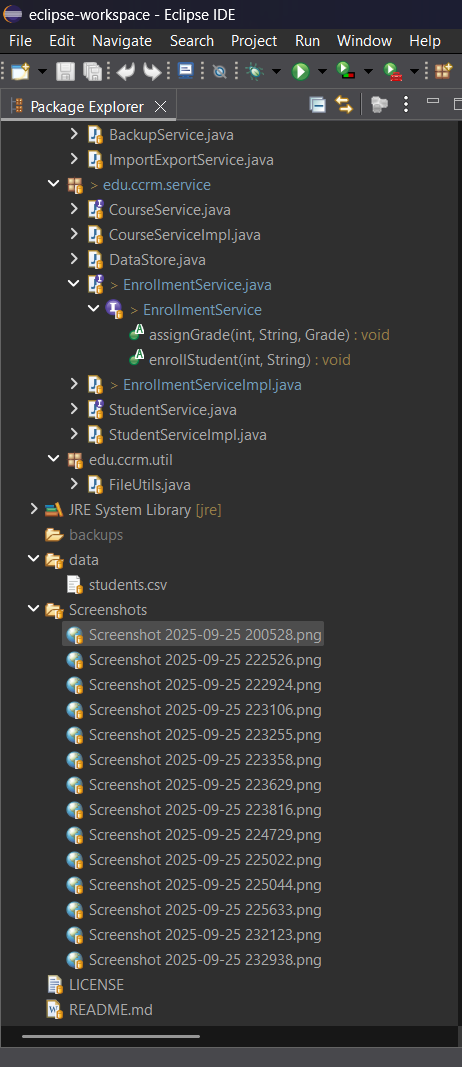 eclipse-workspace - Eclipse IDE
File Edit Navigate Search Project Run Window Help
Package Explorer
BackupService.java
ImportExportService.java
> edu.ccrm.service
CourseService.java
CourseServiceImpl.java
DataStore.java
> EnrollmentService.java
> EnrollmentService
assignGrade(int, String, Grade) : void
enrollStudent(int, String) : void
> EnrollmentServiceImpl.java
StudentService.java
StudentServiceImpl.java
edu.ccrm.util
FileUtils.java
JRE System Library [jre]
backups
data
students.csv
Screenshots
Screenshot 2025-09-25 200528.png
Screenshot 2025-09-25 222526.png
Screenshot 2025-09-25 222924.png
Screenshot 2025-09-25 223106.png
Screenshot 2025-09-25 223255.png
Screenshot 2025-09-25 223358.png
Screenshot 2025-09-25 223629.png
Screenshot 2025-09-25 223816.png
Screenshot 2025-09-25 224729.png
Screenshot 2025-09-25 225022.png
Screenshot 2025-09-25 225044.png
Screenshot 2025-09-25 225633.png
Screenshot 2025-09-25 232123.png
Screenshot 2025-09-25 232938.png
LICENSE
README.md